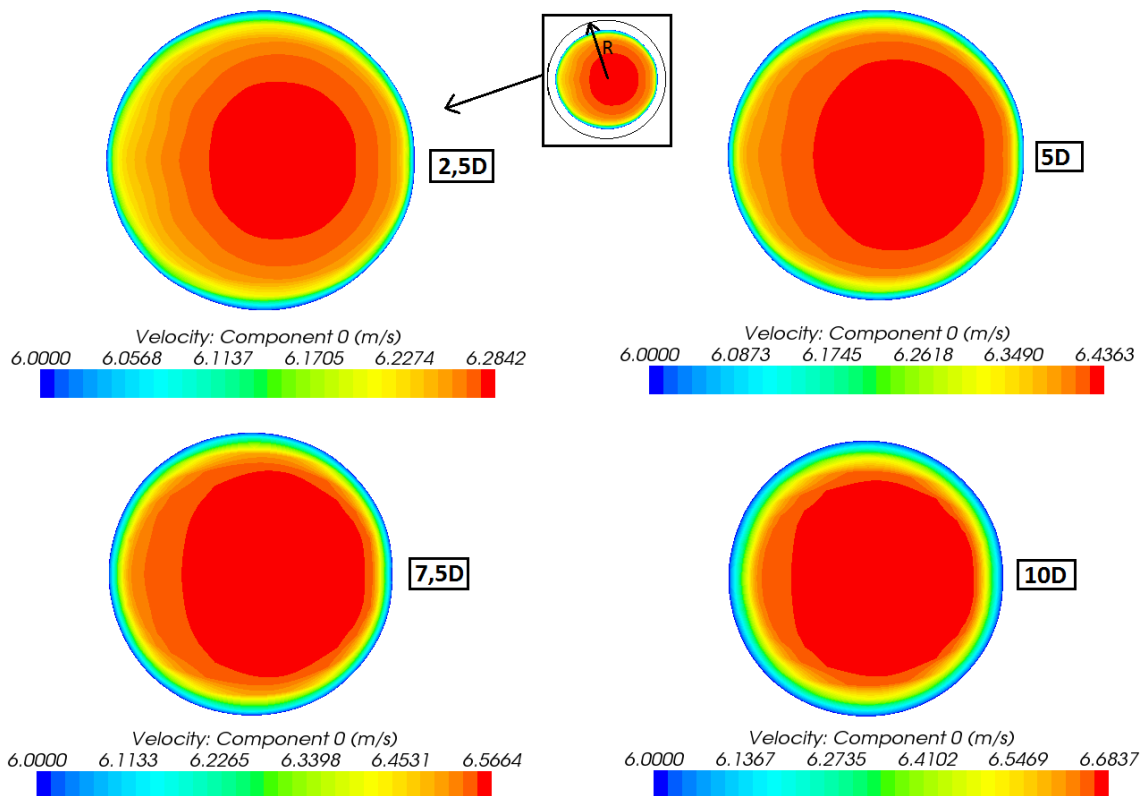 R
2,5D
5D
Velocity: Component 0 (m/s)
6.0000 6.0568 6.1137 6.1705 6.2274 6.2842
Velocity: Component 0 (m/s)
6.0000 6.0873 6.1745 6.2618 6.3490 6.4363
7,5D
10D
Velocity: Component 0 (m/s)
6.0000 6.1133 6.2265 6.3398 6.4531 6.5664
Velocity: Component 0 (m/s)
6.0000 6.1367 6.2735 6.4102 6.5469 6.6837